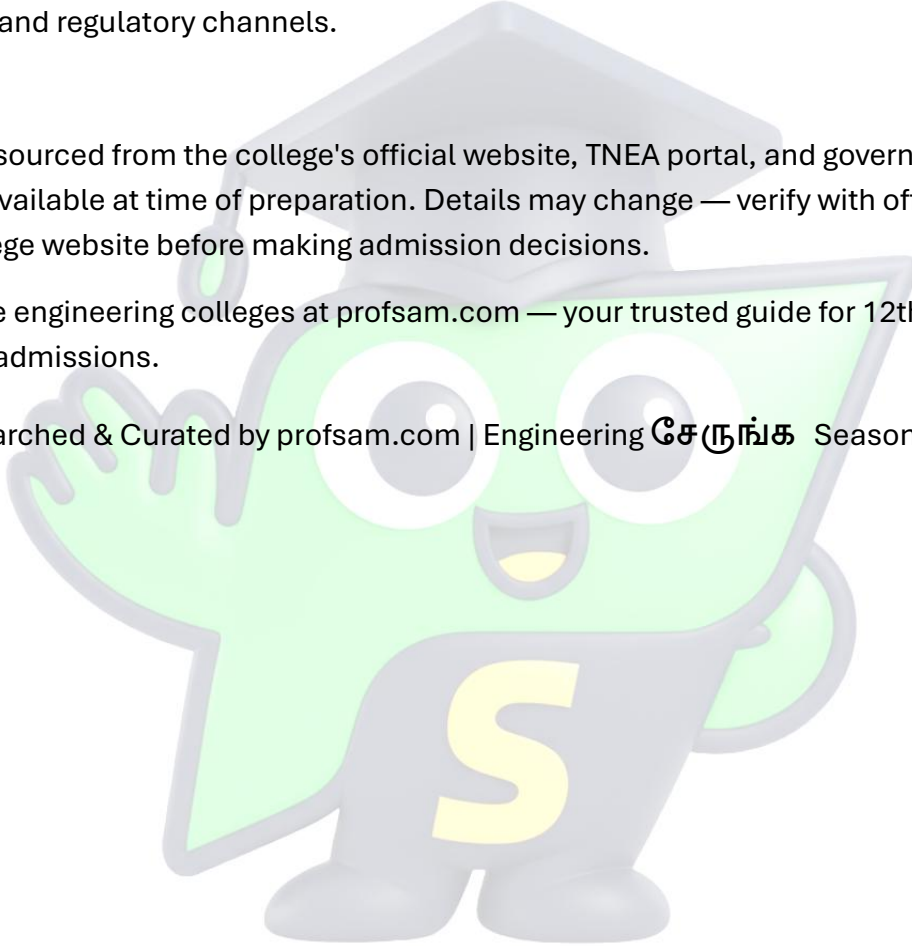 and regulatory channels.
sourced from the college's official website, TNEA portal, and govern
vailable at time of preparation. Details may change — verify with of
ege website before making admission decisions.
e engineering colleges at profsam.com — your trusted guide for 12th
admissions.
arched & Curated by profsam.com | Engineering சேருங்க Season
S